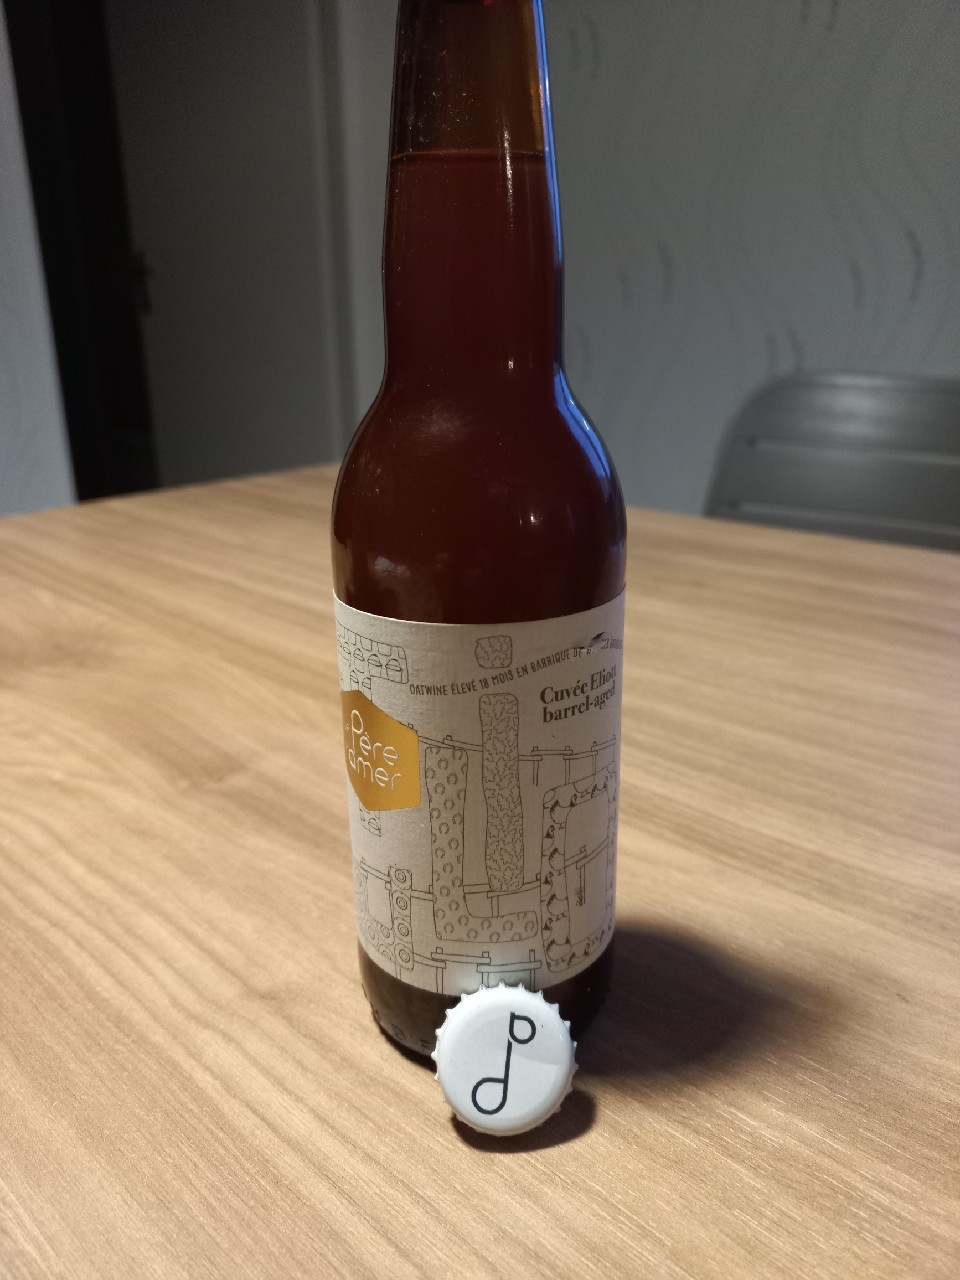 OATWINE ÉLEVÉ 18 MOIS EN BARRIQUE DE
Cuvée Eliott
barrel-aged
Père
amer